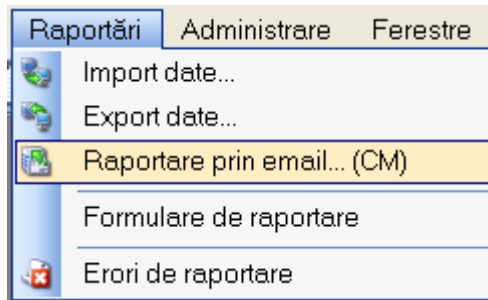 Raportări Administrare Ferestre
Import date...
Export date...
Raportare prin email... (CM)
Formulare de raportare
Erori de raportare